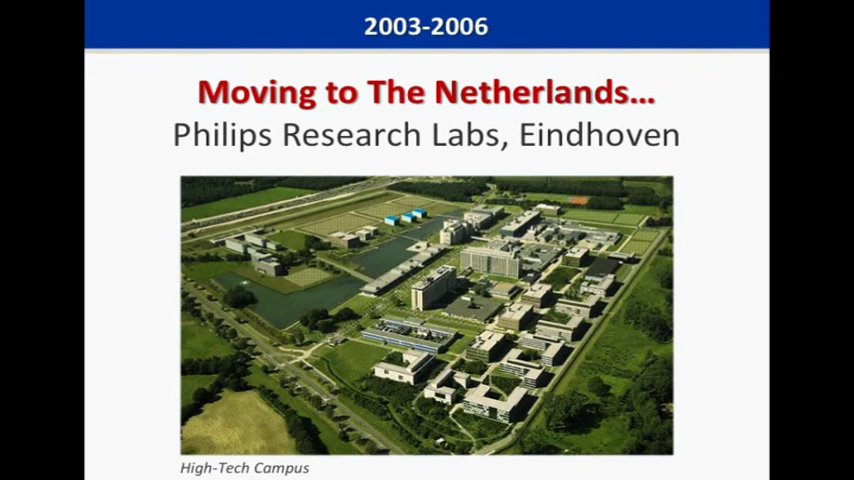 2003-2006
Moving to The Netherlands…
Philips Research Labs, Eindhoven
High-Tech Campus